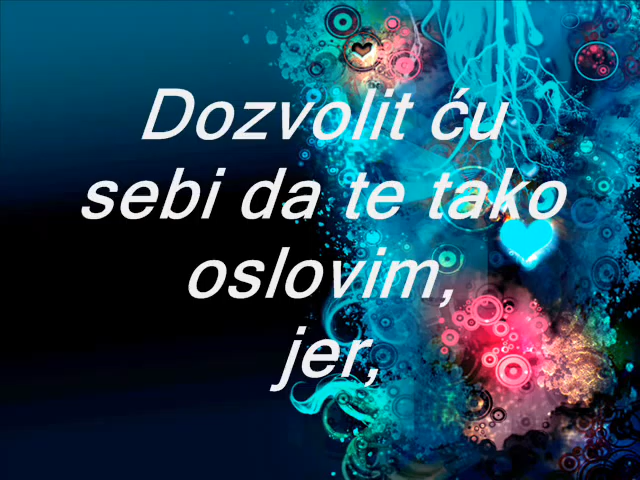 Dozvolit ću
sebi da te tako
oslovim,
jer,